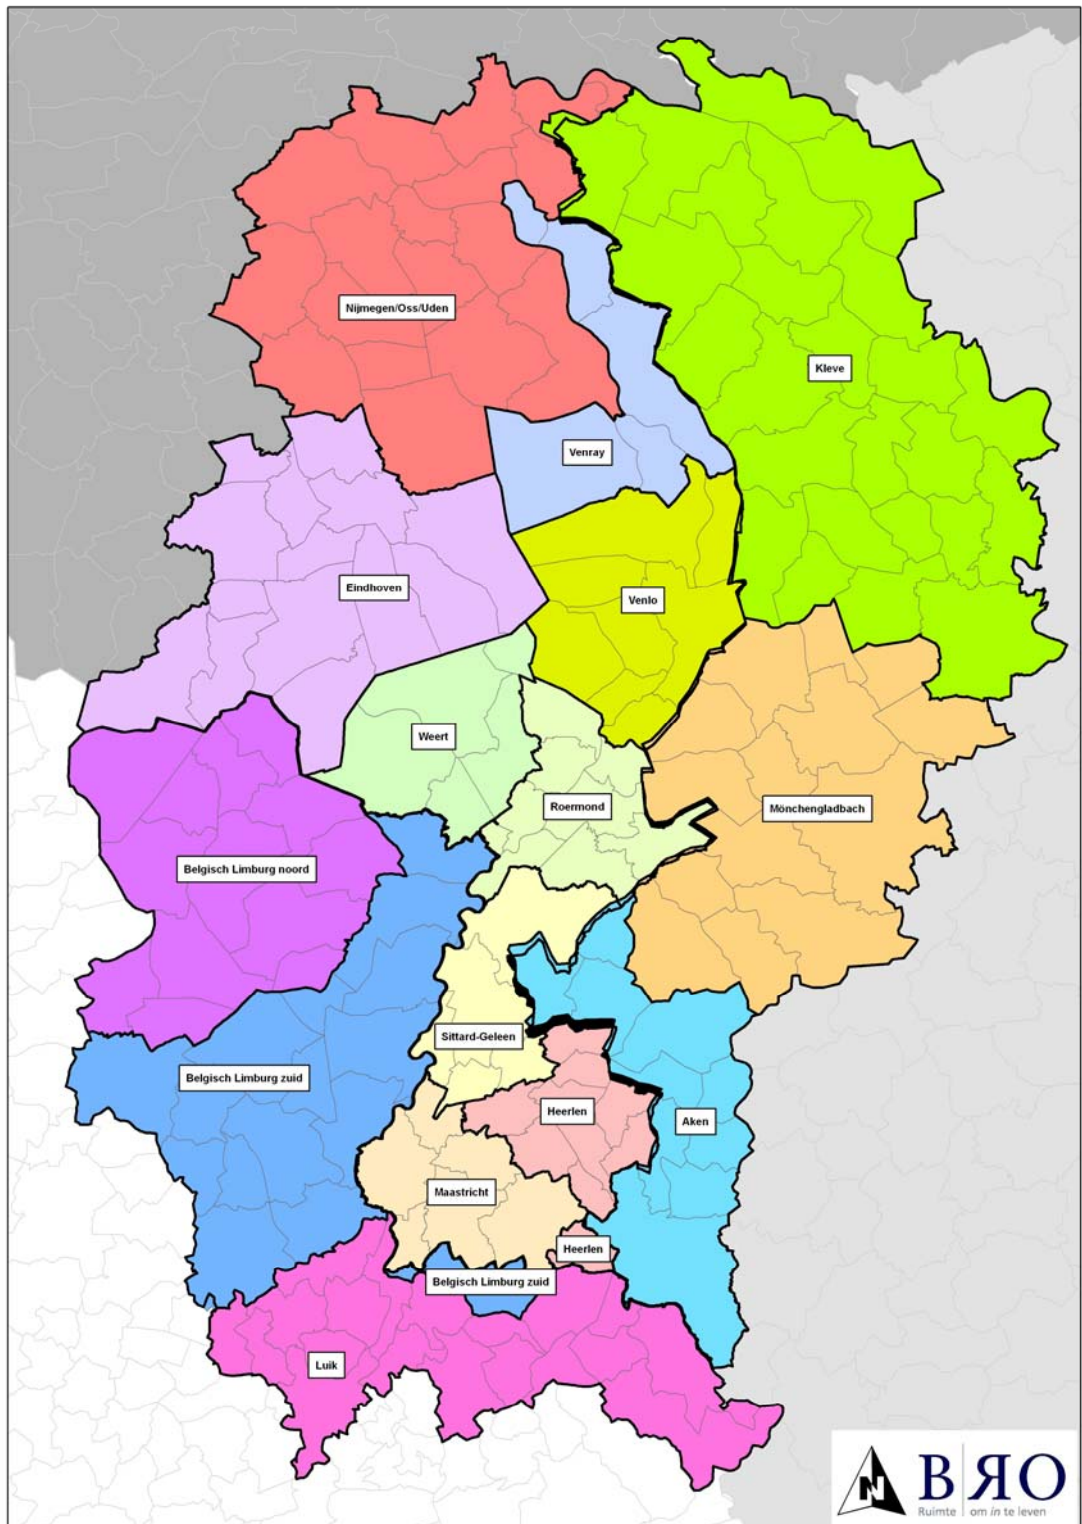 Nijmegen/Oss/Uden
Kleve
Venray
Eindhoven
Venlo
Weert
Roermond
Mönchengladbach
Belgisch Limburg noord
Sittard-Geleen
Belgisch Limburg zuid
Heerlen
Aken
Maastricht
Heerlen
Belgisch Limburg zuid
Luik
N
BЯO
Ruimte om in te leven